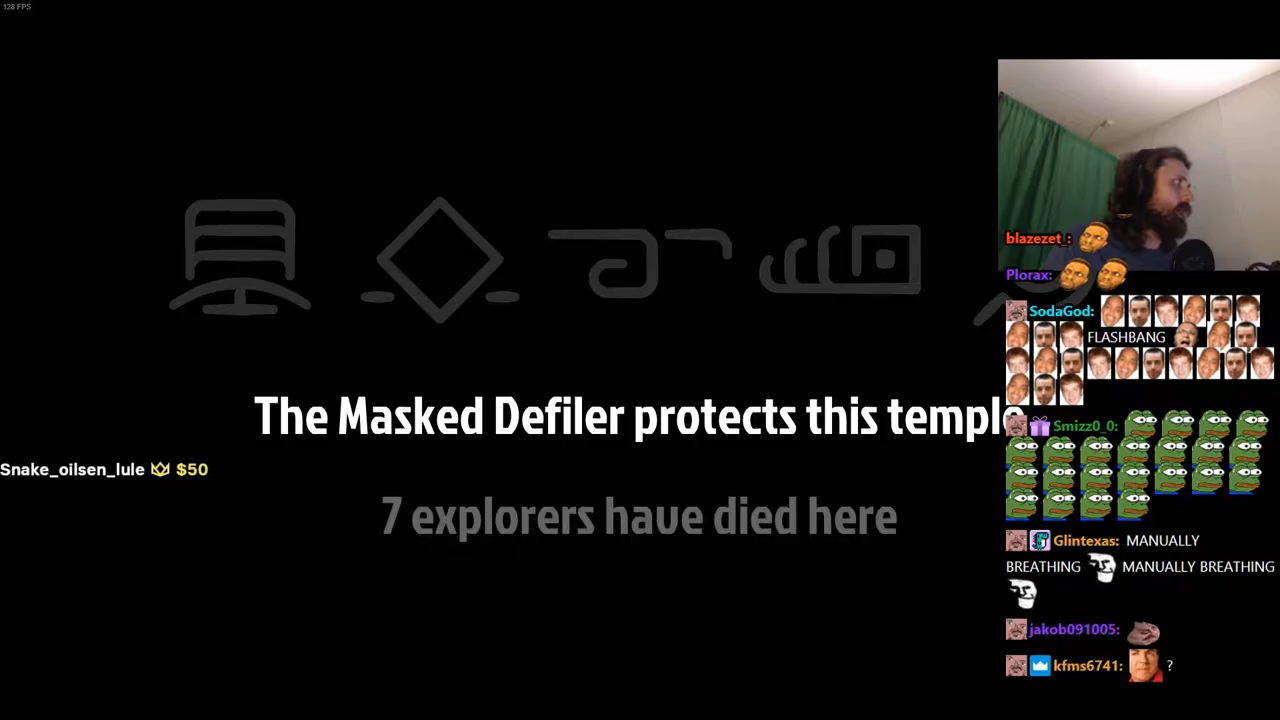 128 FPS
The Masked Defiler protects this temple
7 explorers have died here
Snake_oilsen_lule $50
blazezet_:
Plorax:
SodaGod:
FLASHBANG
Smizz0_0:
Glintexas: MANUALLY
BREATHING MANUALLY BREATHING
jakob091005:
kfms6741: ?